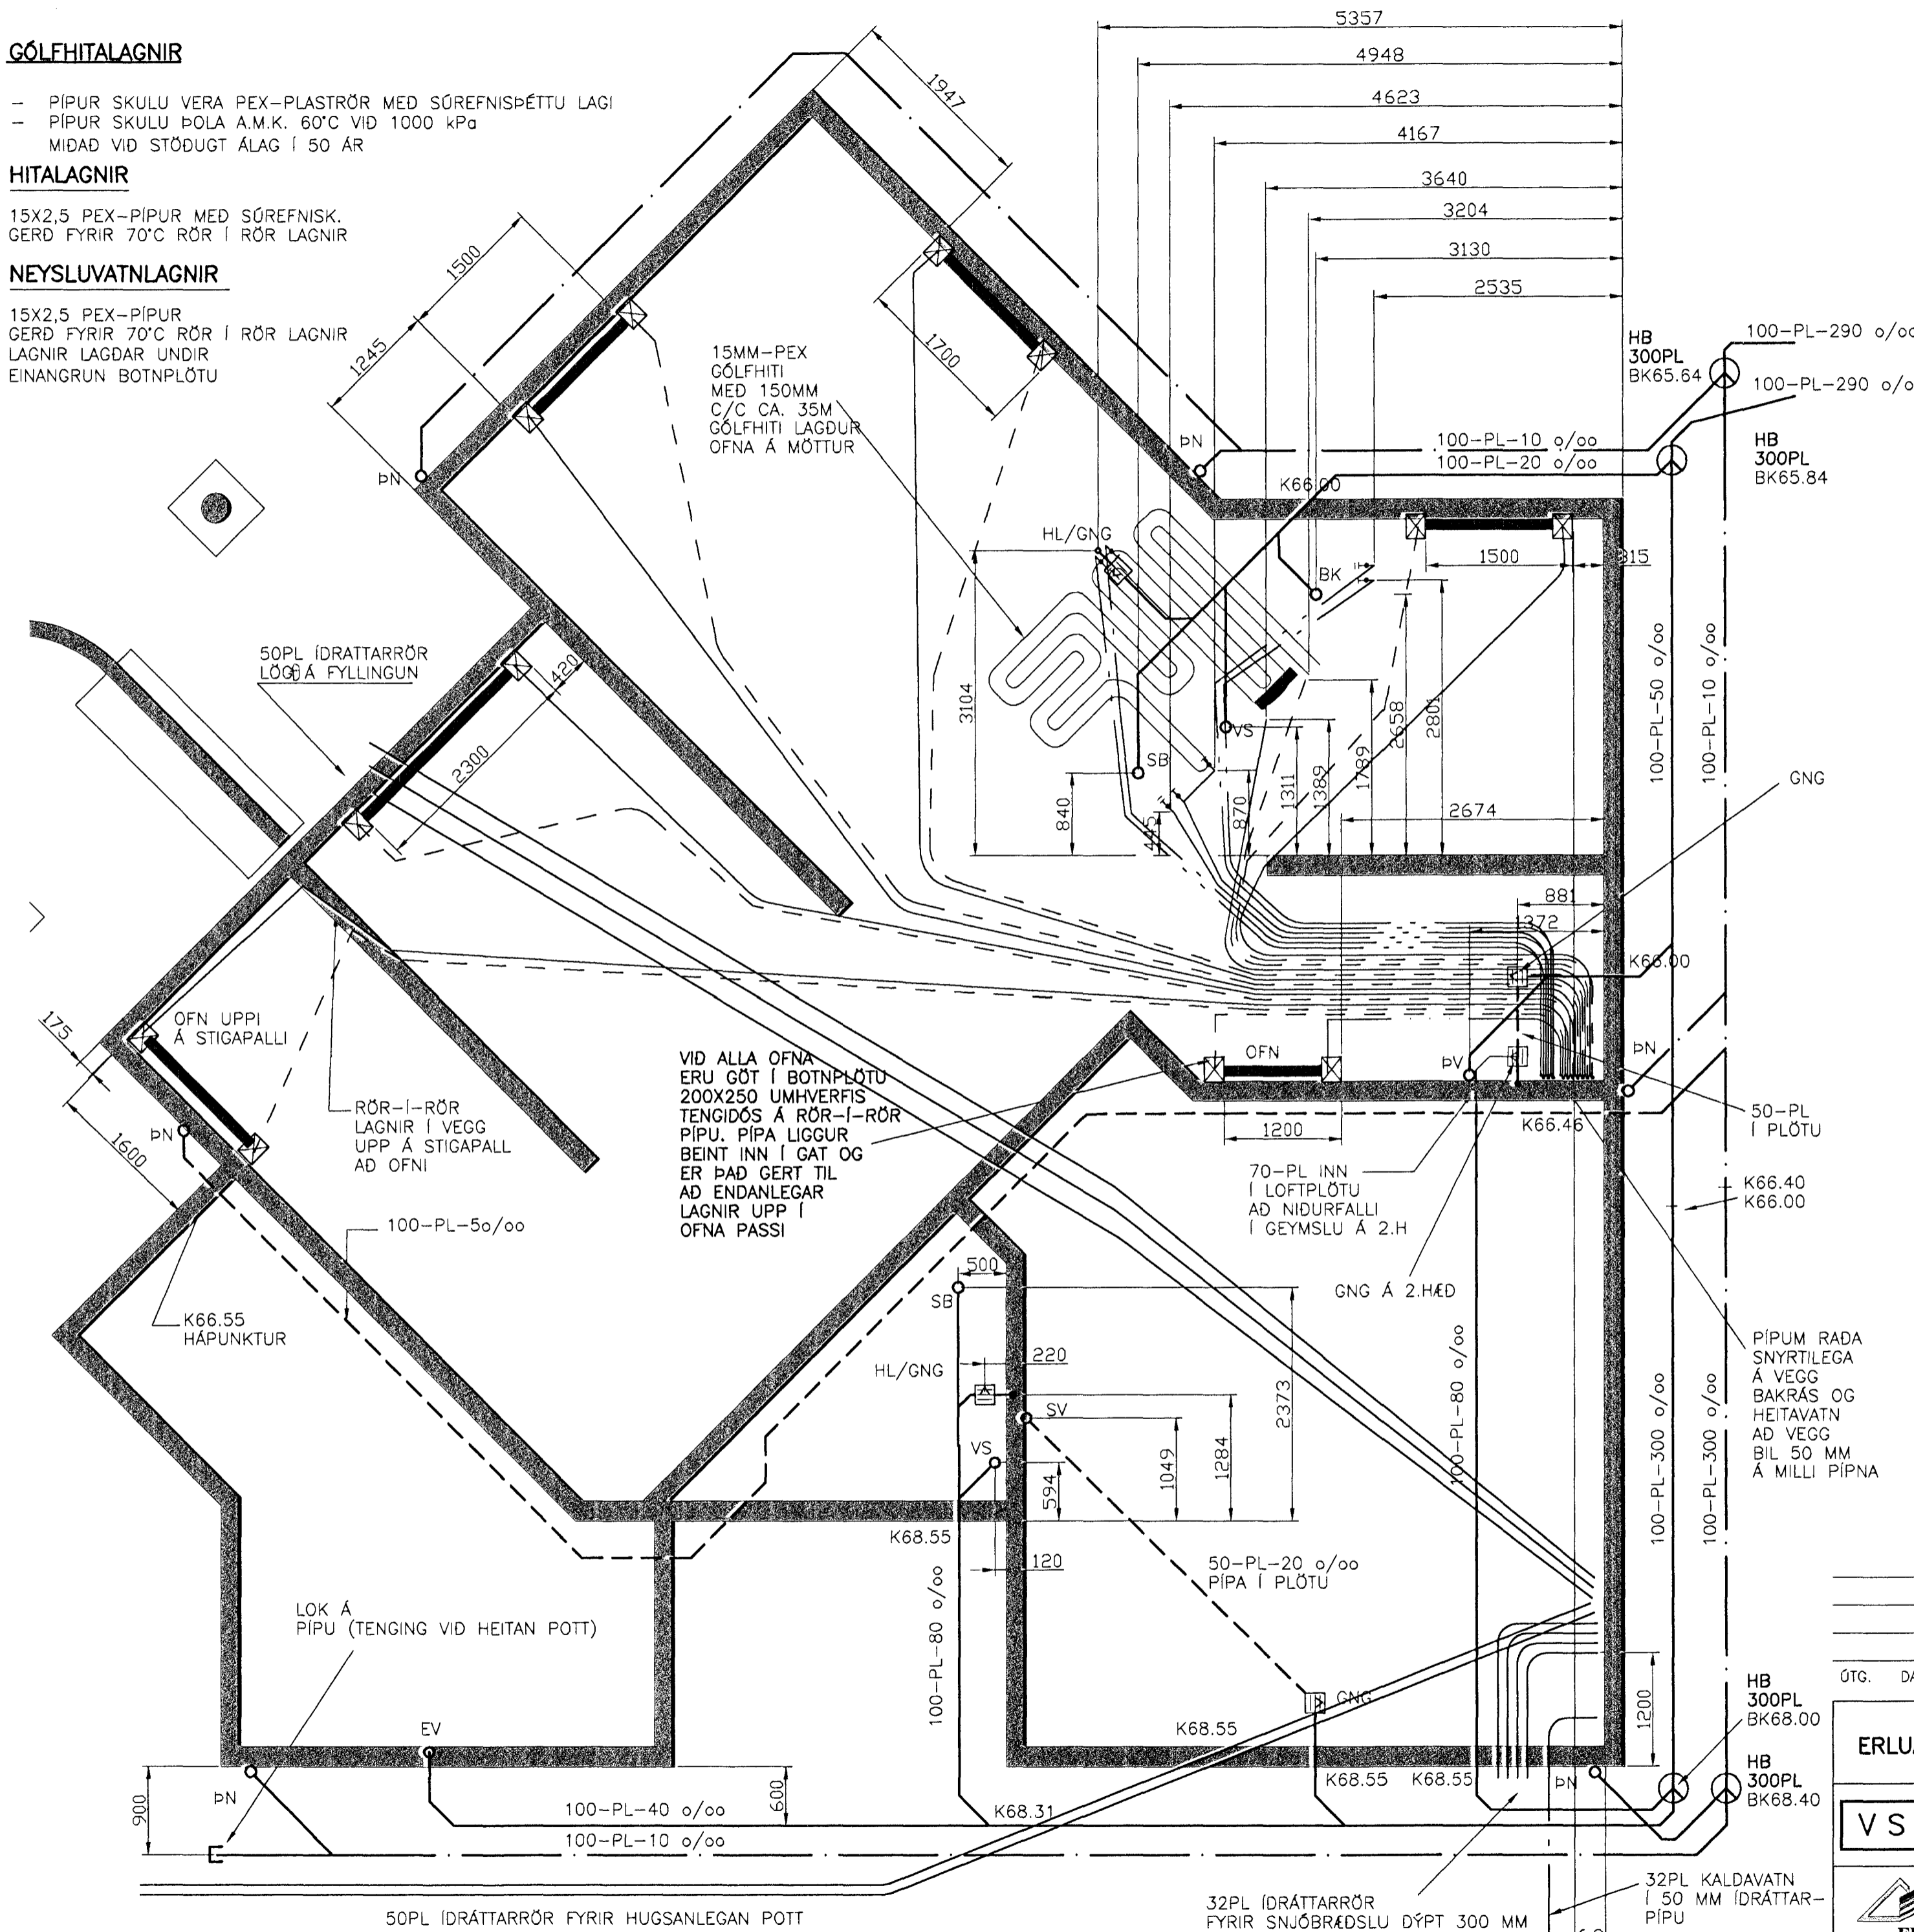 GÓLFHITALAGNIR
– PÍPUR SKULU VERA PEX-PLASTRÖR MEÐ SÚREFNISÞÉTTU LAGI
– PÍPUR SKULU ÞOLA A.M.K. 60°C VIÐ 1000 kPa
MIÐAÐ VIÐ STÖÐUGT ÁLAG Í 50 ÁR
HITALAGNIR
15X2,5 PEX-PÍPUR MEÐ SÚREFNISK.
GERÐ FYRIR 70°C RÖR Í RÖR LAGNIR
NEYSLUVATNLAGNIR
15X2,5 PEX-PÍPUR
GERÐ FYRIR 70°C RÖR Í RÖR LAGNIR
LAGNIR LAGÐAR UNDIR
EINANGRUN BOTNPLÖTU
5357
4948
4623
4167
3640
3204
3130
2535
1947
1500
1245
1700
15MM-PEX
GÓLFHITI
MEÐ 150MM
C/C CA. 35M
GÓLFHITI LAGÐUR
OFNA Á MÖTTUR
HB
300PL
BK65.64
100-PL-290 o/oo
100-PL-290 o/o
HB
300PL
BK65.84
ÞN
ÞN
100-PL-10 o/oo
100-PL-20 o/oo
K66.00
HL/GNG
BK
1500
315
50PL ÍDRATTARRÖR
LÖGÐ Á FYLLINGUN
420
2300
3104
VS
SB
840
445
870
1311
1389
1789
2658
2801
2674
100-PL-50 o/oo
100-PL-10 o/oo
GNG
881
1372
K66.00
175
OFN UPPI
Á STIGAPALLI
1600
ÞN
RÖR-Í-RÖR
LAGNIR Í VEGG
UPP Á STIGAPALL
AÐ OFNI
VIÐ ALLA OFNA
ERU GÖT Í BOTNPLÖTU
200X250 UMHVERFIS
TENGIDÓS Á RÖR-Í-RÖR
PÍPU. PÍPA LIGGUR
BEINT INN Í GAT OG
ER ÞAÐ GERT TIL
AÐ ENDANLEGAR
LAGNIR UPP Í
OFNA PASSI
OFN
ÞV
ÞN
1200
K66.46
50-PL
Í PLÖTU
70-PL INN
Í LOFTPLÖTU
AÐ NIÐURFALLI
Í GEYMSLU Á 2.H
K66.40
K66.00
GNG Á 2.HÆÐ
100-PL-5o/oo
K66.55
HÁPUNKTUR
500
SB
HL/GNG
220
SV
VS
594
1049
1284
2373
100-PL-80 o/oo
PÍPUM RAÐA
SNYRTILEGA
Á VEGG
BAKRÁS OG
HEITAVATN
AÐ VEGG
BIL 50 MM
Á MILLI PÍPNA
100-PL-300 o/oo
100-PL-300 o/oo
K68.55
120
100-PL-80 o/oo
50-PL-20 o/oo
PÍPA Í PLÖTU
LOK Á
PÍPU (TENGING VIÐ HEITAN POTT)
GNG
K68.55
1200
ÚTG.
HB
300PL
BK68.00
ERLU
EV
ÞN
900
600
100-PL-40 o/oo
100-PL-10 o/oo
K68.31
K68.55
K68.55
ÞN
HB
300PL
BK68.40
V S
50PL ÍDRÁTTARRÖR FYRIR HUGSANLEGAN POTT
32PL ÍDRÁTTARRÖR
FYRIR SNJÓBRÆÐSLU DÝPT 300 MM
32PL KALDAVATN
Í 50 MM ÍDRÁTTAR-
PÍPU